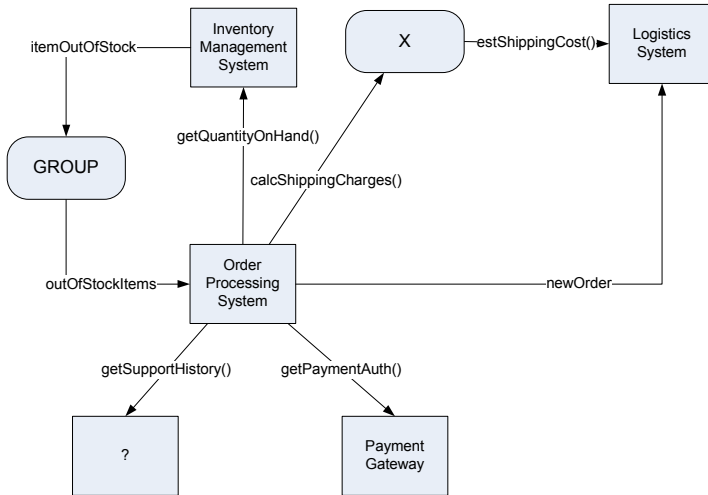 itemOutOfStock
Inventory
Management
System
X
estShippingCost()
Logistics
System
getQuantityOnHand()
GROUP
calcShippingCharges()
outOfStockItems
Order
Processing
System
newOrder
getSupportHistory()
getPaymentAuth()
?
Payment
Gateway